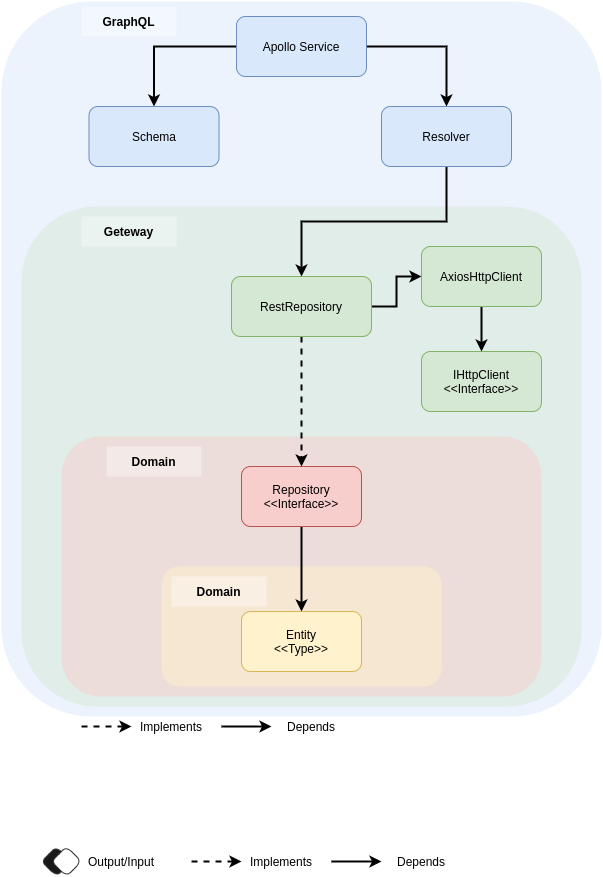 GraphQL
Apollo Service
Schema
Resolver
Geteway
AxiosHttpClient
RestRepository
IHttpClient
<<Interface>>
Domain
Repository
<<Interface>>
Domain
Entity
<<Type>>
Implements
Depends
Output/Input
Implements
Depends